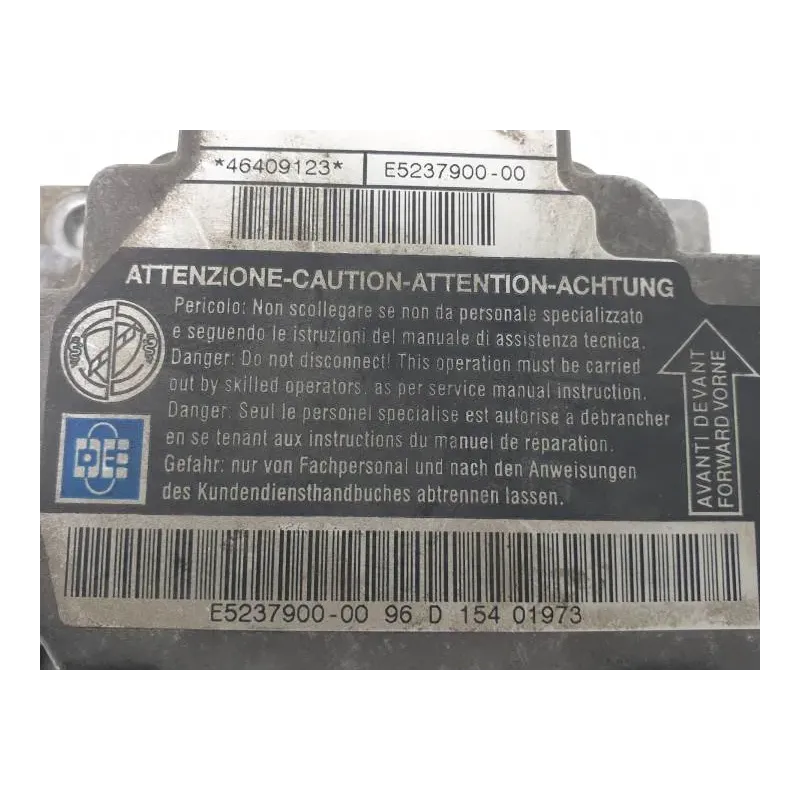 *46409123* E5237900-00
ATTENZIONE-CAUTION-ATTENTION-ACHTUNG
Pericolo: Non scollegare se non da personale specializzato
e seguendo le istruzioni del manuale di assistenza tecnica.
Danger: Do not disconnect! This operation must be carried
out by skilled operators, as per service manual instruction.
Danger: Seul le personel specialisé est autorise a débrancher
en se tenant aux instructions du manuel de réparation.
Gefahr: nur von Fachpersonal und nach den Anweisungen
des Kundendiensthandbuches abtrennen lassen.
AVANTI DEVANT
FORWARD VORNE
E5237900-00 96 D 154 01973